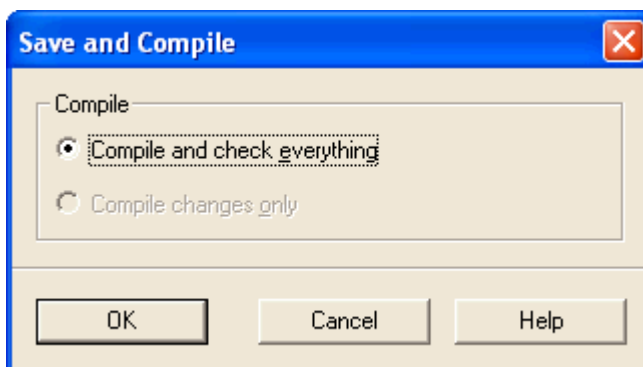 Save and Compile
Compile
Compile and check everything
Compile changes only
OK Cancel Help